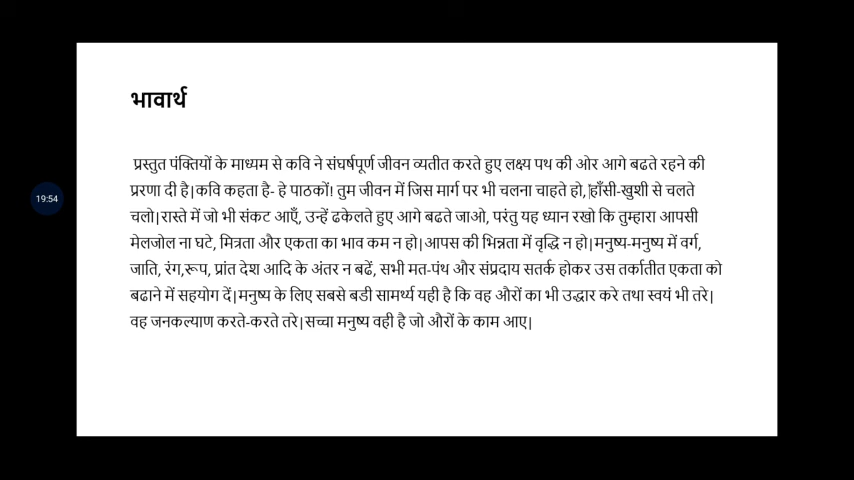 भावार्थ
प्रस्तुत पंक्तियों के माध्यम से कवि ने संघर्षपूर्ण जीवन व्यतीत करते हुए लक्ष्य पथ की ओर आगे बढते रहने की
प्ररणा दी है|कवि कहता है- हे पाठकों! तुम जीवन में जिस मार्ग पर भी चलना चाहते हो,हाँसी-खुशी से चलते
चलो|रास्ते में जो भी संकट आएँ, उन्हें ढकेलते हुए आगे बढते जाओ, परंतु यह ध्यान रखो कि तुम्हारा आपसी
19:54
मेलजोल ना घटे, मित्रता और एकता का भाव कम न हो|आपस की भिन्नता में वृद्धि न हो|मनुष्य-मनुष्य में वर्ग,
जाति, रंग,रूप, प्रांत देश आदि के अंतर न बढें, सभी मत-पंथ और संप्रदाय सतर्क होकर उस तर्कातीत एकता को
बढाने में सहयोग दें|मनुष्य के लिए सबसे बडी सामर्थ्य यही है कि वह औरों का भी उद्धार करे तथा स्वयं भी तरे|
वह जनकल्याण करते-करते तरे|सच्चा मनुष्य वही है जो औरों के काम आए|